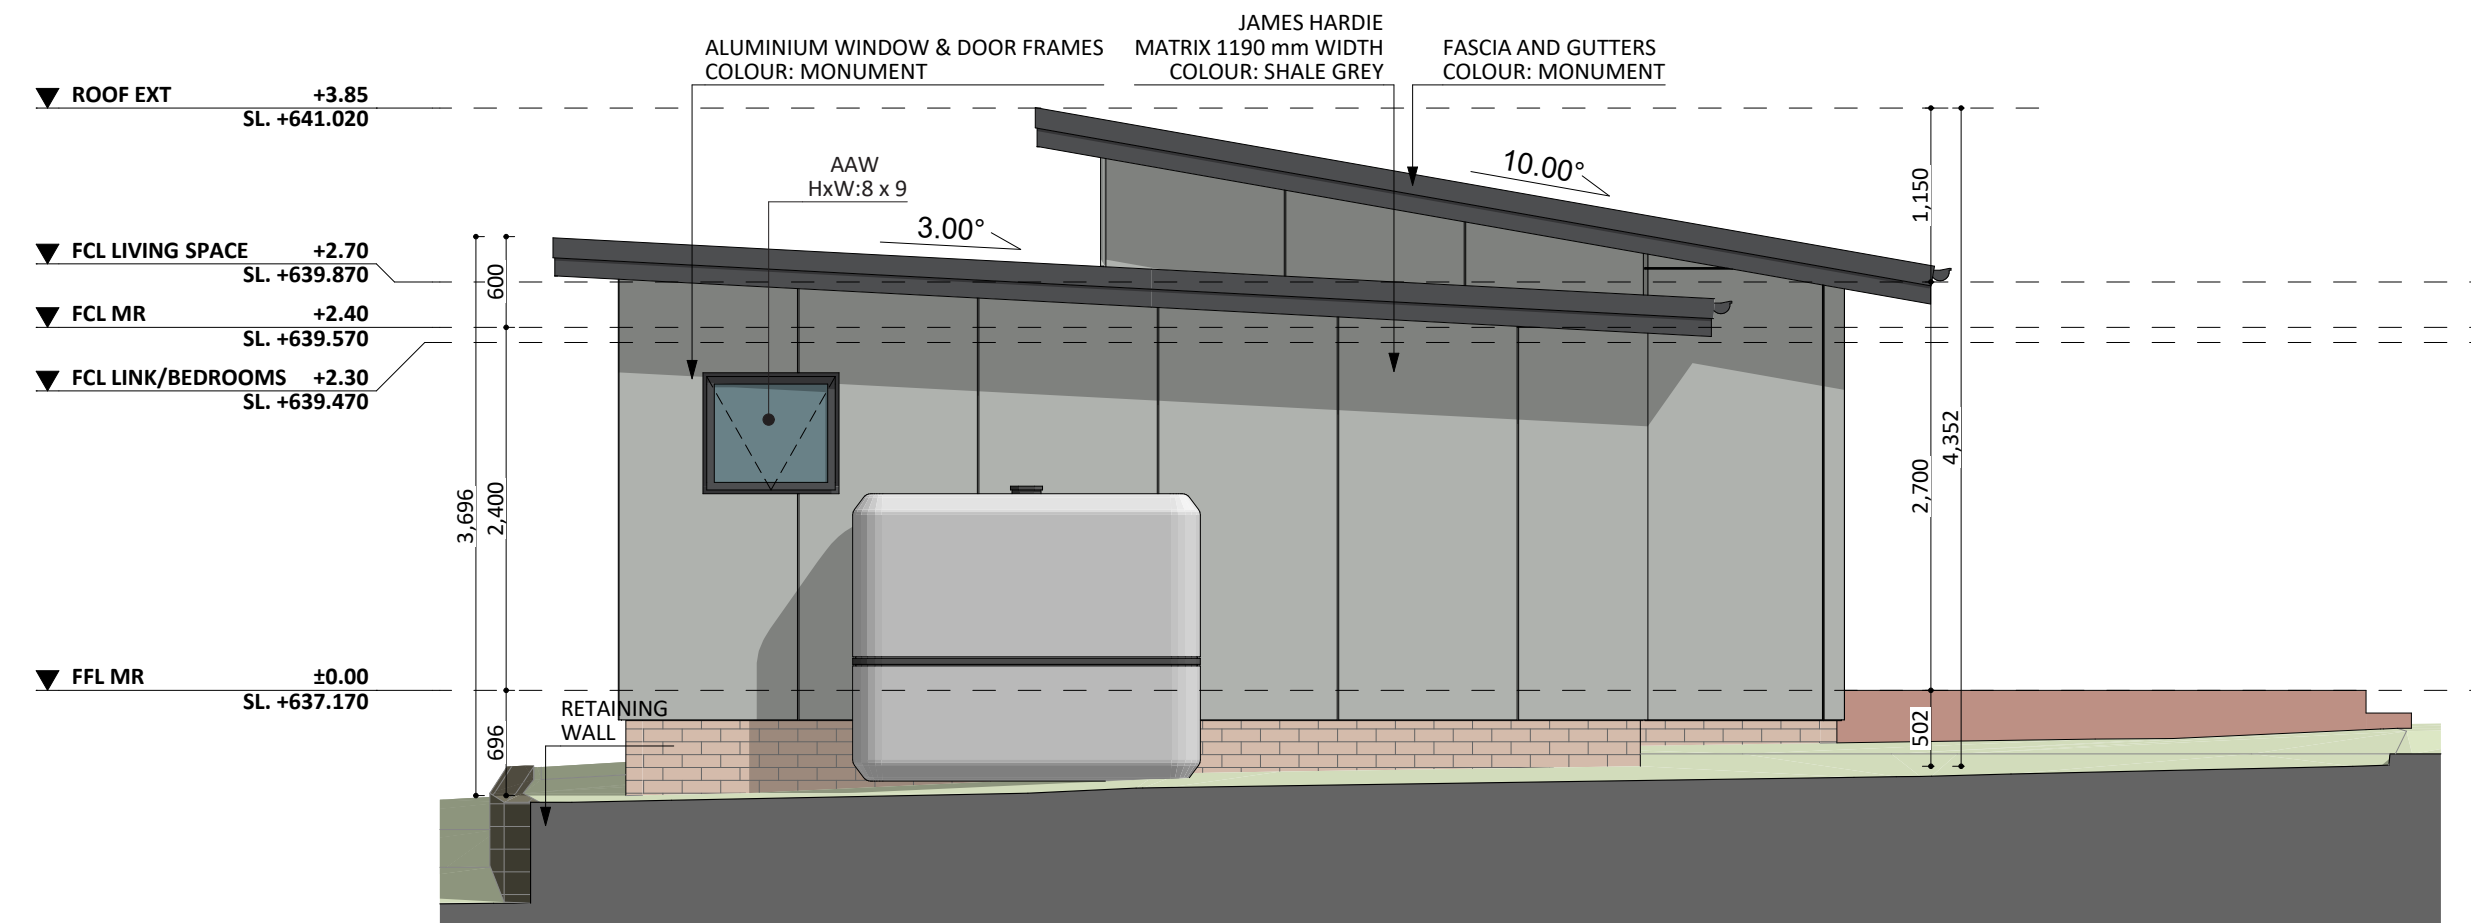 JAMES HARDIE
ALUMINIUM WINDOW & DOOR FRAMES
COLOUR: MONUMENT
MATRIX 1190 mm WIDTH
COLOUR: SHALE GREY
FASCIA AND GUTTERS
COLOUR: MONUMENT
ROOF EXT +3.85
SL. +641.020
AAW
HxW:8 x 9
10.00°
3.00°
1,150
FCL LIVING SPACE +2.70
SL. +639.870
600
FCL MR +2.40
SL. +639.570
FCL LINK/BEDROOMS +2.30
SL. +639.470
4,352
2,700
3,696
2,400
FFL MR ±0.00
SL. +637.170
RETAINING
WALL
696
502